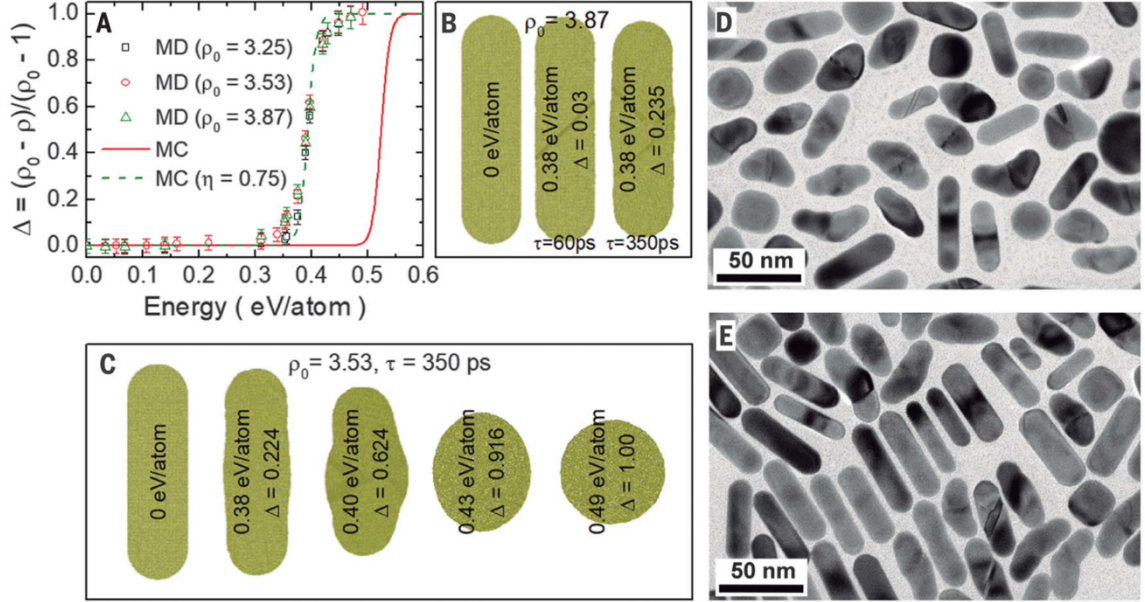 A
Δ = (ρ₀ - ρ)/(ρ₀ - 1)
1.0
0.8
0.6
0.4
0.2
0.0
MD (ρ₀ = 3.25)
MD (ρ₀ = 3.53)
MD (ρ₀ = 3.87)
MC
MC (η = 0.75)
0.0 0.1 0.2 0.3 0.4 0.5 0.6
Energy ( eV/atom )
B
ρ₀ = 3.87
0 eV/atom
0.38 eV/atom
Δ = 0.03
0.38 eV/atom
Δ = 0.235
τ=60ps τ=350ps
C
ρ₀= 3.53, τ = 350 ps
0 eV/atom
0.38 eV/atom
Δ = 0.224
0.40 eV/atom
Δ = 0.624
0.43 eV/atom
Δ = 0.916
0.49 eV/atom
Δ = 1.00
D
50 nm
E
50 nm